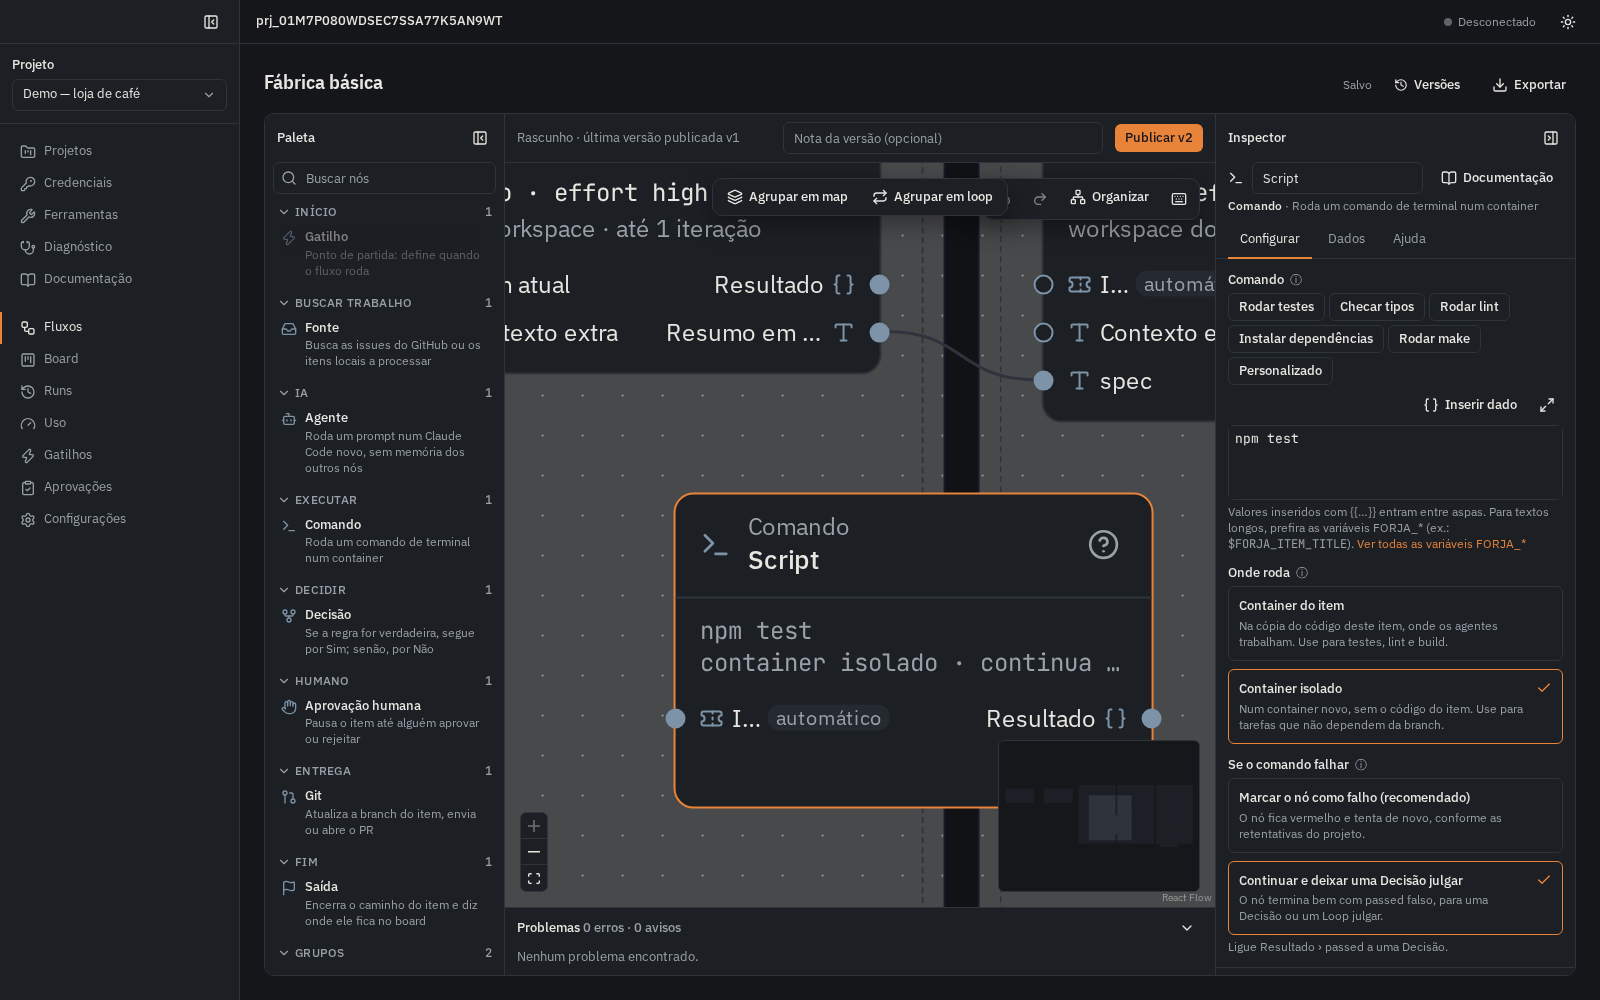 prj_01M7P080WDSEC7SSA77K5AN9WT
Desconectado
Projeto
Demo — loja de café
Projetos
Credenciais
Ferramentas
Diagnóstico
Documentação
Fluxos
Board
Runs
Uso
Gatilhos
Aprovações
Configurações
Fábrica básica
Salvo
Versões
Exportar
Paleta
Buscar nós
INÍCIO 1
Gatilho
Ponto de partida: define quando
o fluxo roda
BUSCAR TRABALHO 1
Fonte
Busca as issues do GitHub ou os
itens locais a processar
IA 1
Agente
Roda um prompt num Claude
Code novo, sem memória dos
outros nós
EXECUTAR 1
Comando
Roda um comando de terminal
num container
DECIDIR 1
Decisão
Se a regra for verdadeira, segue
por Sim; senão, por Não
HUMANO 1
Aprovação humana
Pausa o item até alguém aprovar
ou rejeitar
ENTREGA 1
Git
Atualiza a branch do item, envia
ou abre o PR
FIM 1
Saída
Encerra o caminho do item e diz
onde ele fica no board
GRUPOS 2
Rascunho · última versão publicada v1
Nota da versão (opcional)
Publicar v2
Agrupar em map
Agrupar em loop
Organizar
· effort high
orkspace · até 1 iteração
atual
Resultado
texto extra
Resumo em ...
workspace do
I... automá
Contexto e
spec
Comando
Script
npm test
container isolado · continua …
I... automático
Resultado
React Flow
Problemas 0 erros · 0 avisos
Nenhum problema encontrado.
Inspector
Script
Documentação
Comando · Roda um comando de terminal num container
Configurar
Dados
Ajuda
Comando
Rodar testes
Checar tipos
Rodar lint
Instalar dependências
Rodar make
Personalizado
Inserir dado
npm test
Valores inseridos com {{...}} entram entre aspas. Para textos
longos, prefira as variáveis FORJA_* (ex.:
$FORJA_ITEM_TITLE). Ver todas as variáveis FORJA_*
Onde roda
Container do item
Na cópia do código deste item, onde os agentes
trabalham. Use para testes, lint e build.
Container isolado
Num container novo, sem o código do item. Use para
tarefas que não dependem da branch.
Se o comando falhar
Marcar o nó como falho (recomendado)
O nó fica vermelho e tenta de novo, conforme as
retentativas do projeto.
Continuar e deixar uma Decisão julgar
O nó termina bem com passed falso, para uma
Decisão ou um Loop julgar.
Ligue Resultado › passed a uma Decisão.